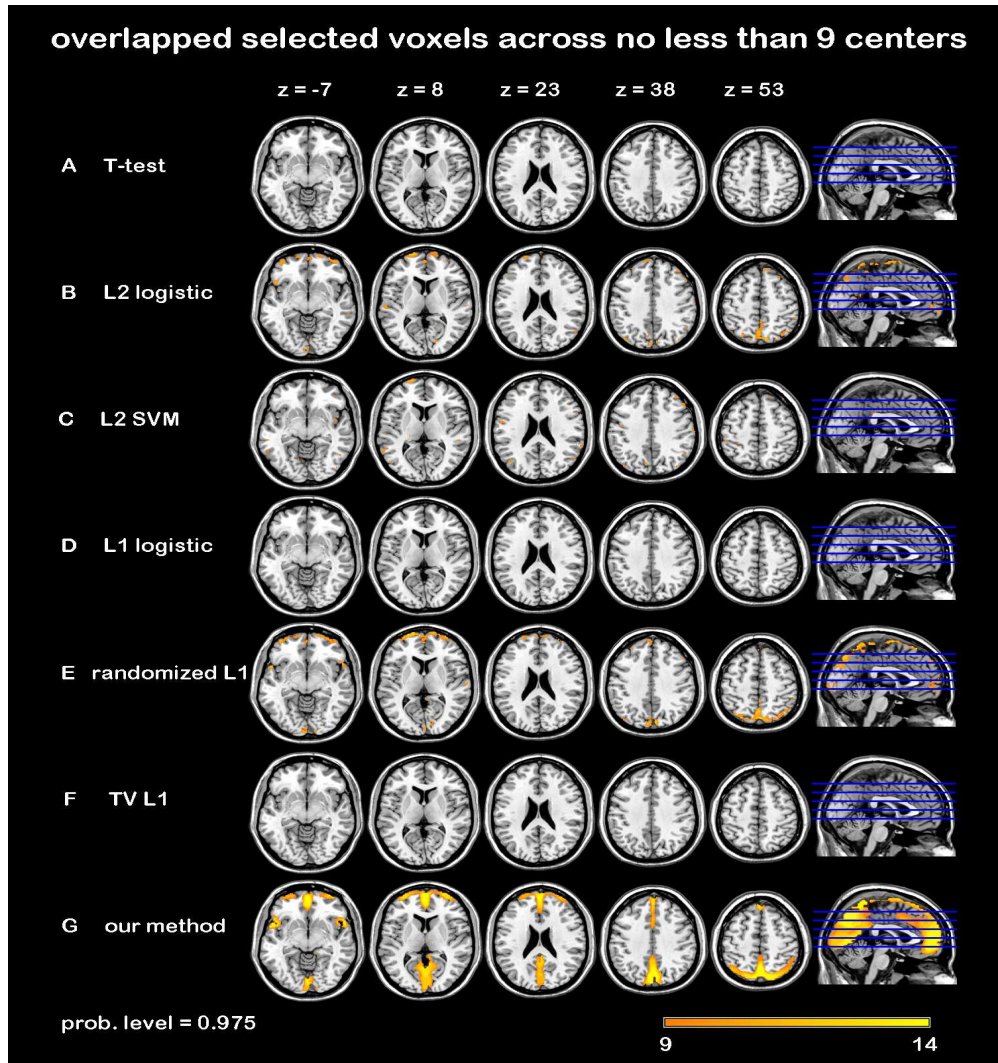 overlapped selected voxels across no less than 9 centers
z = -7 z = 8 z = 23 z = 38 z = 53
A T-test
B L2 logistic
C L2 SVM
D L1 logistic
E randomized L1
F TV L1
G our method
prob. level = 0.975
9 14